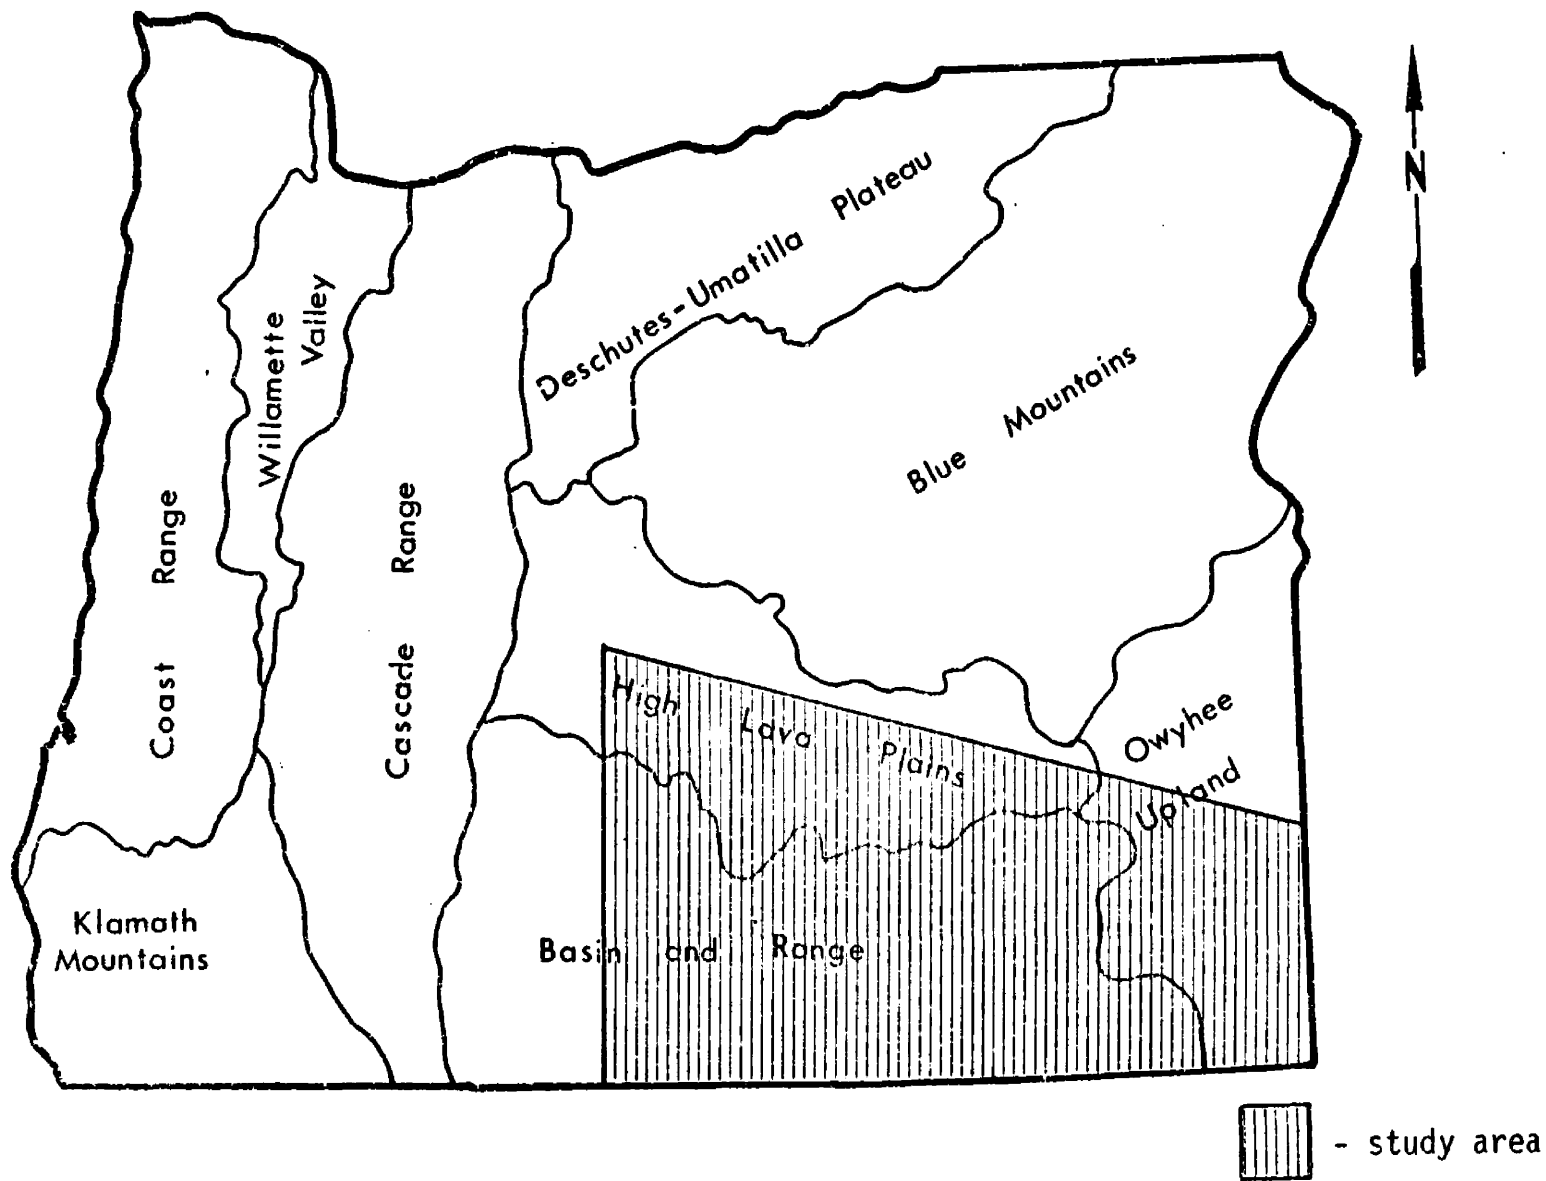 N
Deschutes-Umatilla Plateau
Willamette
Valley
Blue Mountains
Coast Range
Cascade Range
High Lava Plains
Owyhee
Upland
Klamath
Mountains
Basin and Range
- study area